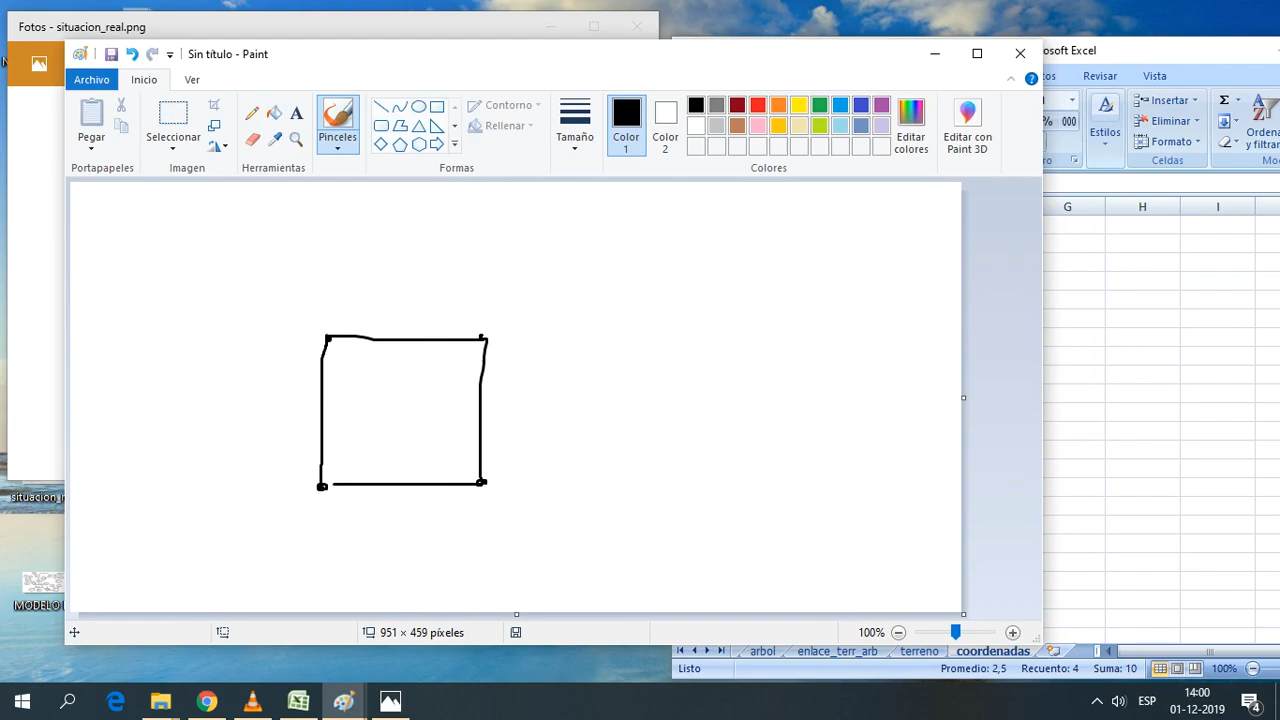 Fotos - situacion_real.png
Sin título - Paint
osoft Excel
Archivo Inicio Ver
tos Revisar Vista
Pegar
Seleccionar
A
Pinceles
Contorno
Rellenar
Tamaño
Color 1
Color 2
Editar colores
Editar con Paint 3D
Portapapeles Imagen Herramientas Formas Colores
% 000
A
Estilos
Insertar
Eliminar
Formato
Celdas
Σ
A
Z
Ordena
y filtrar
Mo
G H I
situacion_r
MODELO
951 × 459 píxeles
100%
arbol enlace_terr_arb terreno coordenadas
Listo Promedio: 2,5 Recuento: 4 Suma: 10 100%
ESP
14:00
01-12-2019
4